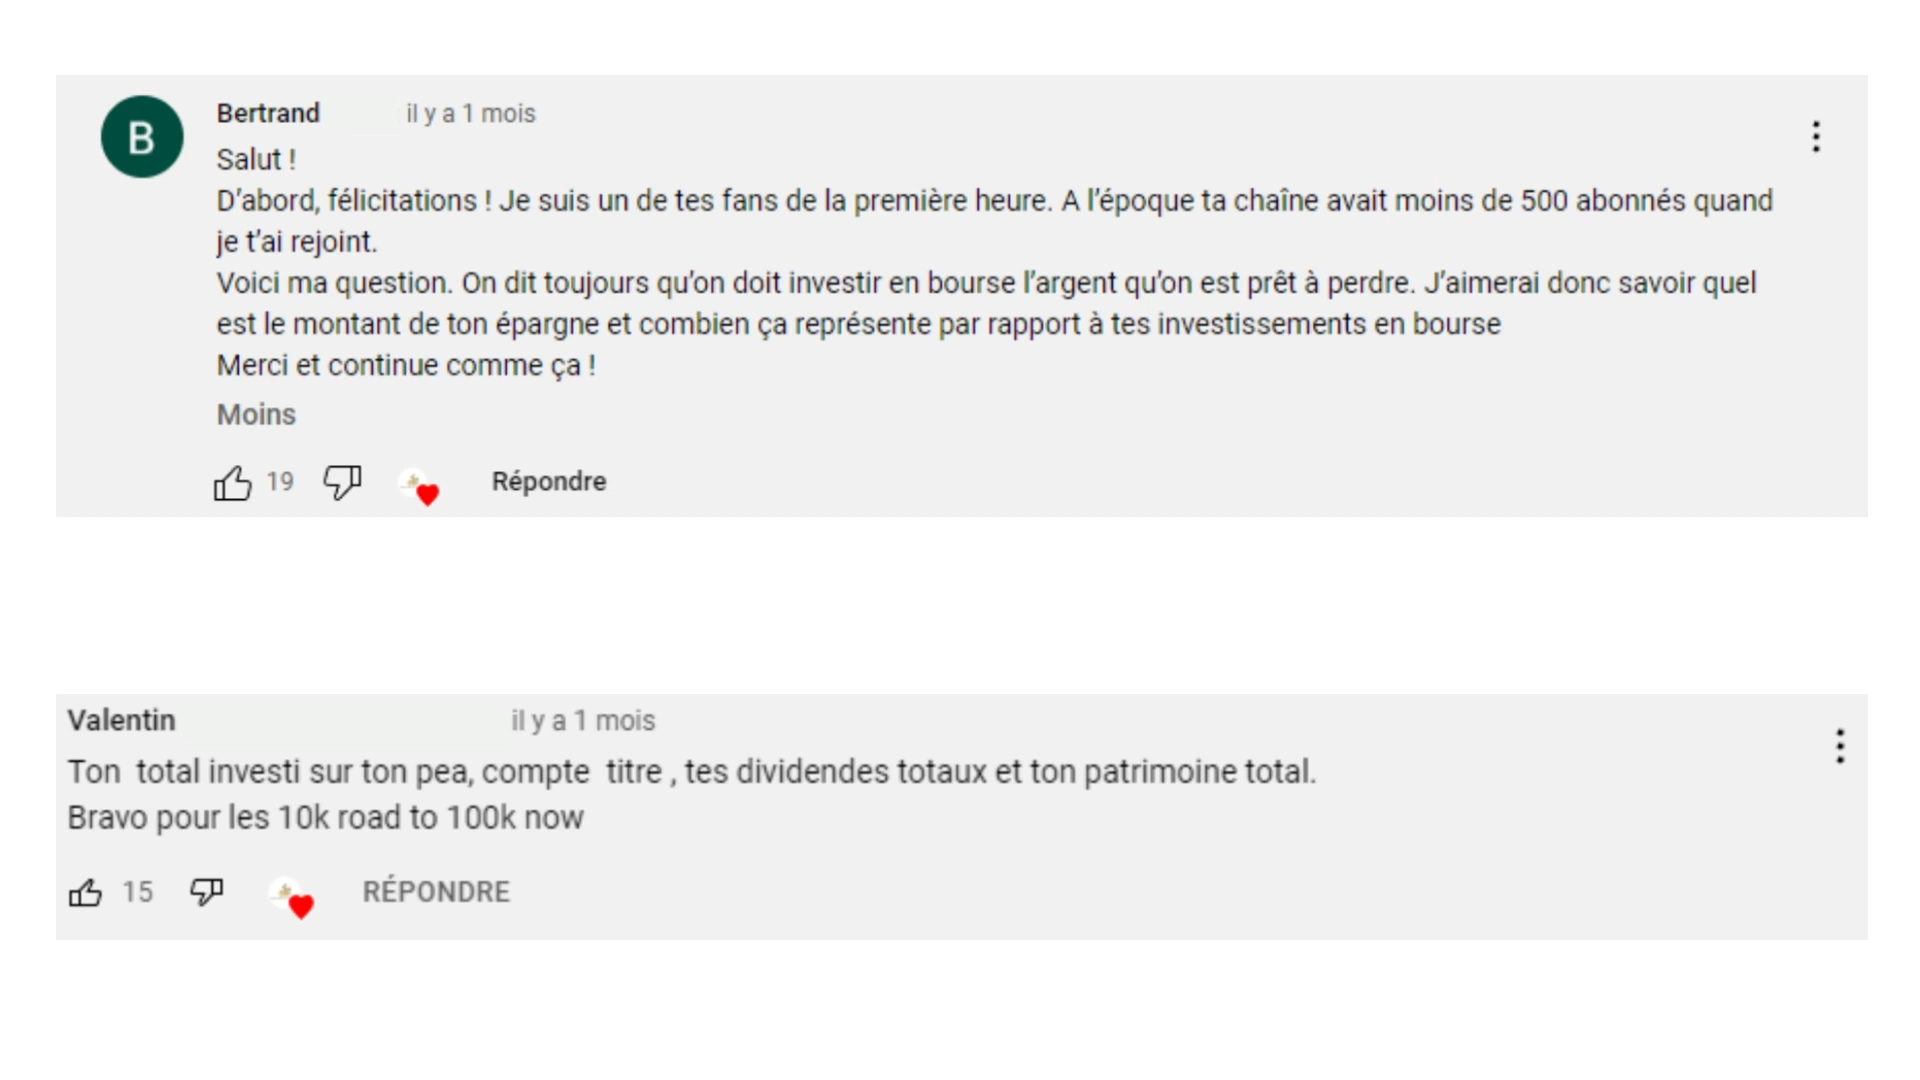 B
Bertrand il y a 1 mois
Salut !
D’abord, félicitations ! Je suis un de tes fans de la première heure. A l’époque ta chaîne avait moins de 500 abonnés quand
je t’ai rejoint.
Voici ma question. On dit toujours qu’on doit investir en bourse l’argent qu’on est prêt à perdre. J’aimerai donc savoir quel
est le montant de ton épargne et combien ça représente par rapport à tes investissements en bourse
Merci et continue comme ça !
Moins
19 Répondre
Valentin il y a 1 mois
Ton total investi sur ton pea, compte titre , tes dividendes totaux et ton patrimoine total.
Bravo pour les 10k road to 100k now
15 RÉPONDRE